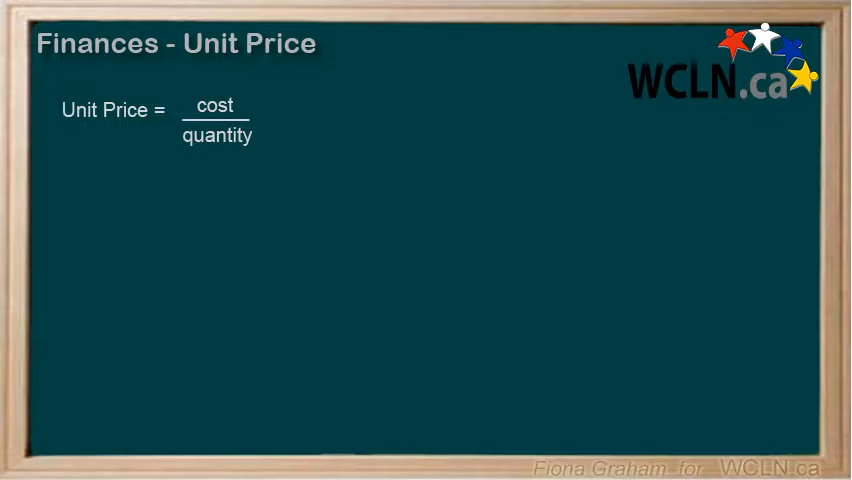 Finances - Unit Price
WCLN.ca
Unit Price = cost
quantity
Fiona Graham for WCLN.ca